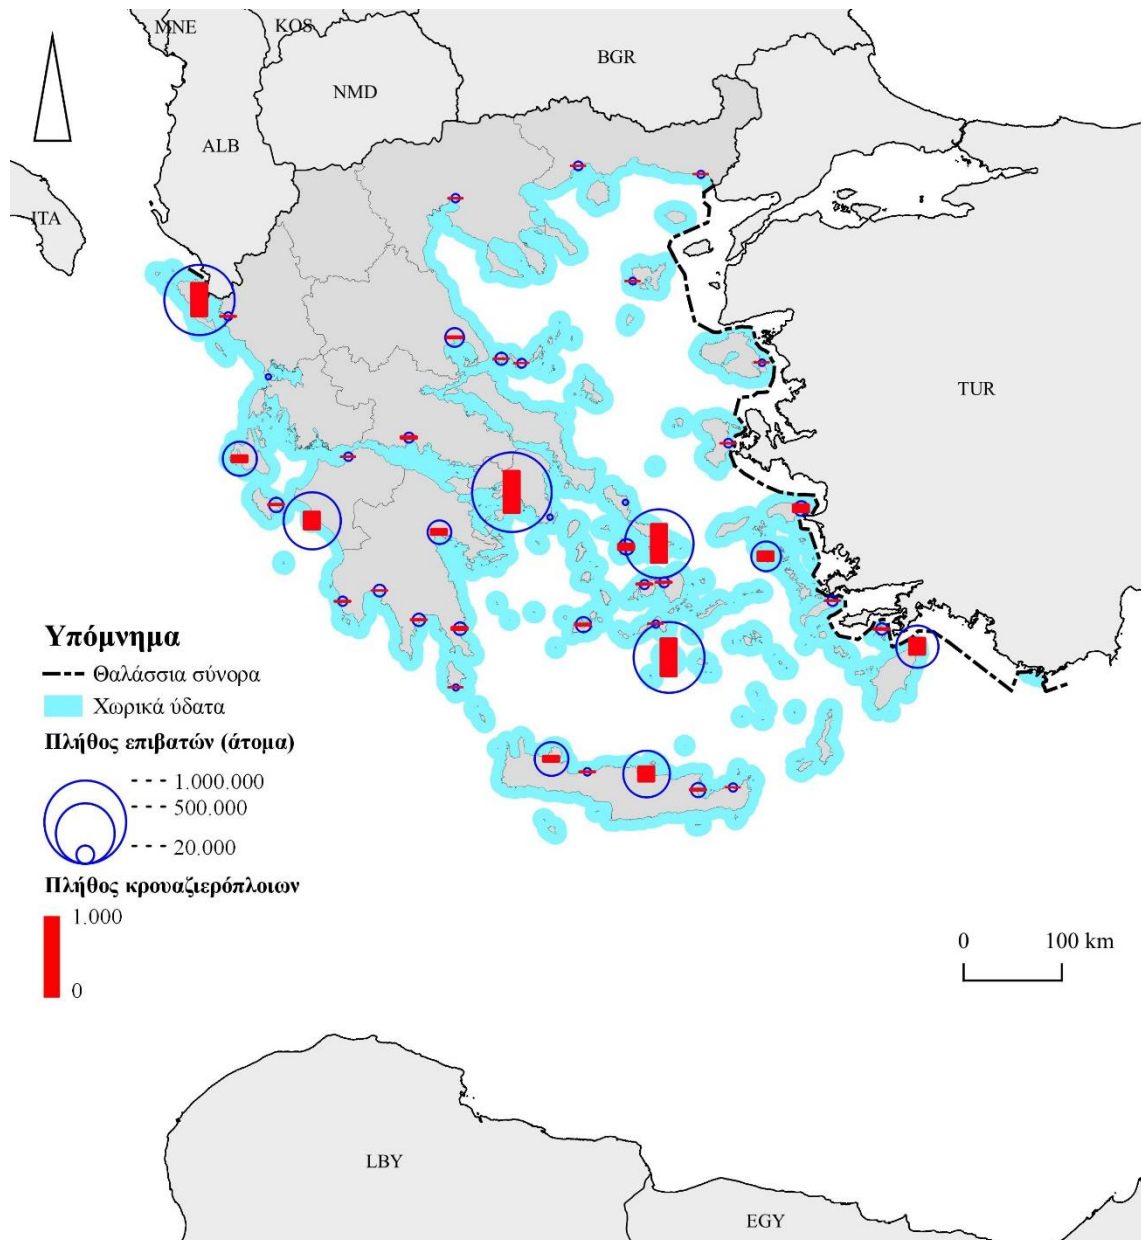 MNE
KOS
BGR
NMD
ALB
ITA
TUR
Υπόμνημα
Θαλάσσια σύνορα
Χωρικά ύδατα
Πλήθος επιβατών (άτομα)
1.000.000
500.000
20.000
Πλήθος κρουαζιερόπλοιων
1.000
0
0 100 km
LBY
EGY